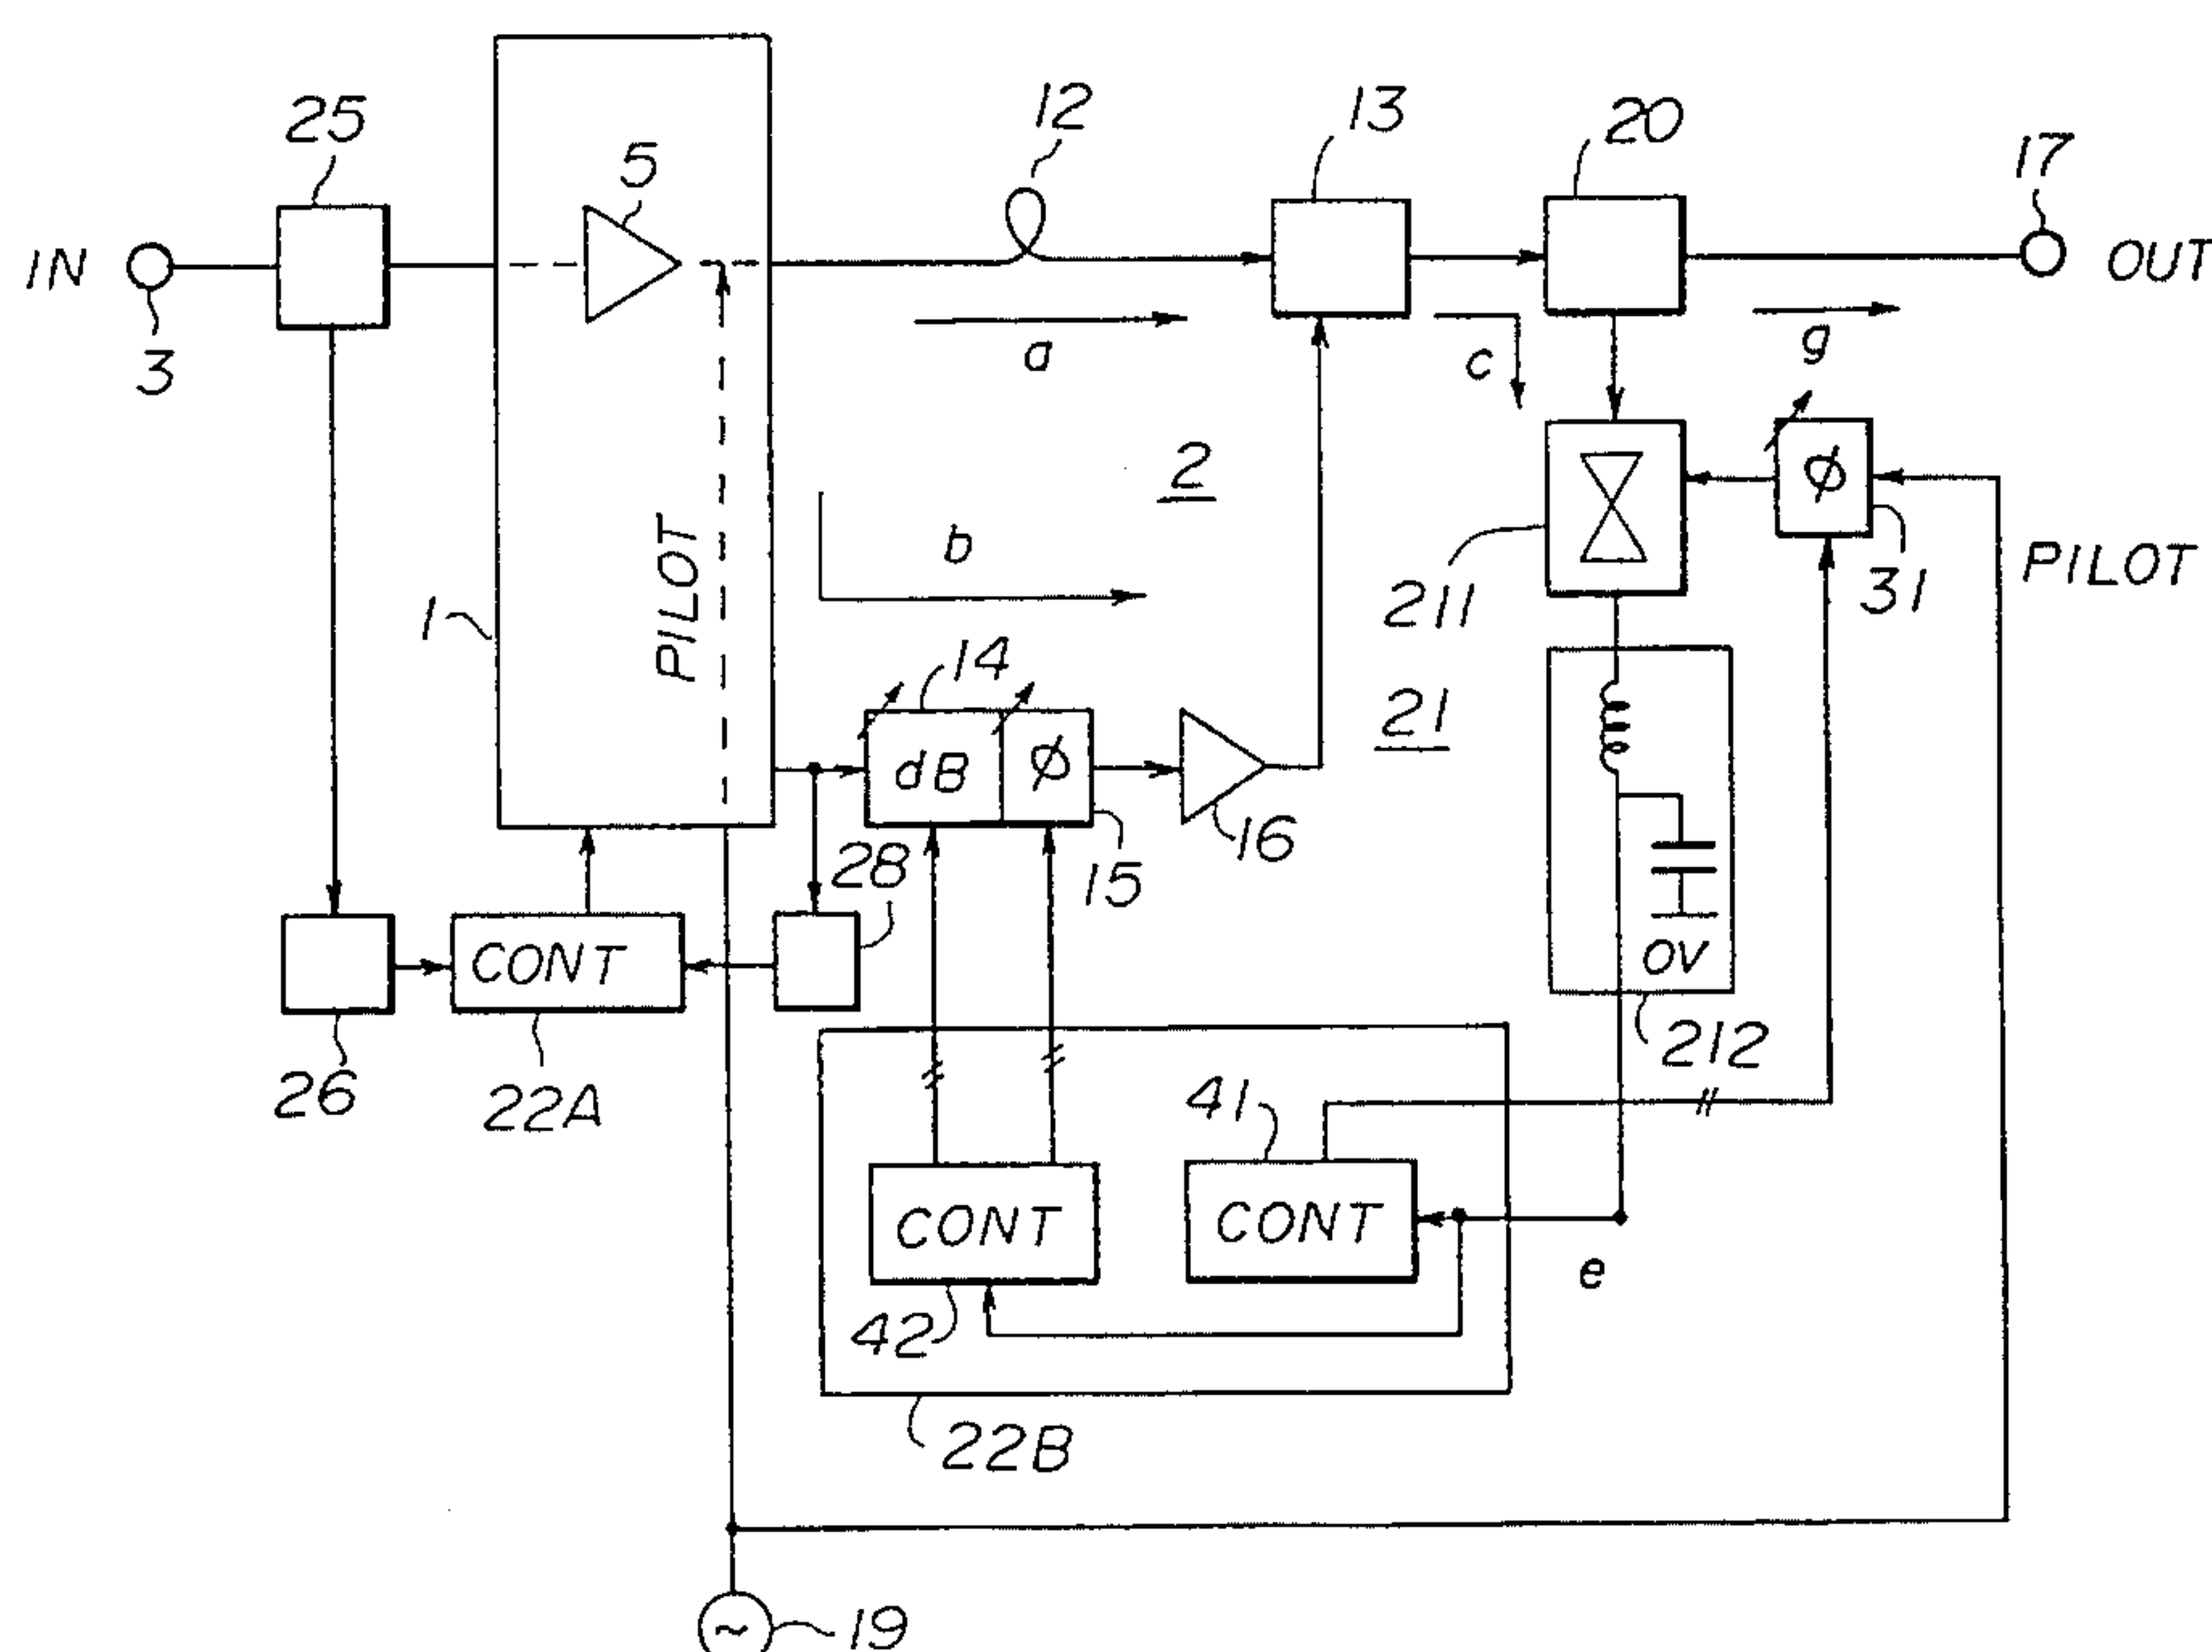 25
5
12
13
20
17
IN
OUT
3
a
c
g
2
φ
b
PILOT
PILOT
211
31
1
14
21
dB
φ
16
28
15
CONT
0V
212
26
22A
41
CONT
CONT
e
42
22B
~
19